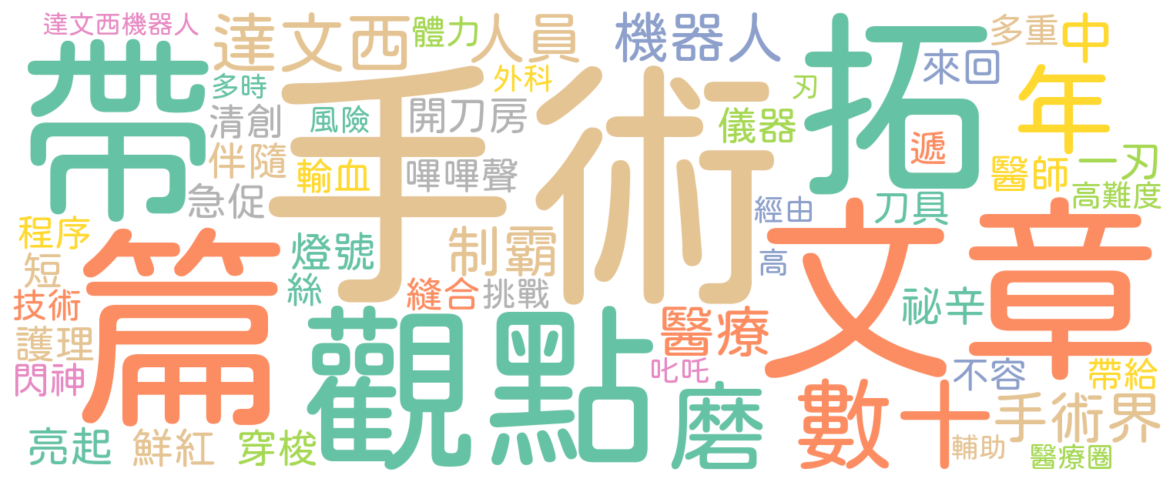 達文西機器人
達文西
體力
人員
機器人
多重
中
帶
多時
手術
外科
刃
拓
來回
年
清創
風險
開刀房
儀器
遞
伴隨
輸血
嗶嗶聲
醫師
一刃
急促
高難度
程序
篇
燈號
制霸
經由
刀具
文章
短
絲
縫合
挑戰
高
祕辛
技術
觀點
醫療
護理
叱吒
不容
帶給
閃神
磨
數十
手術界
亮起
鮮紅
穿梭
輔助
醫療圈